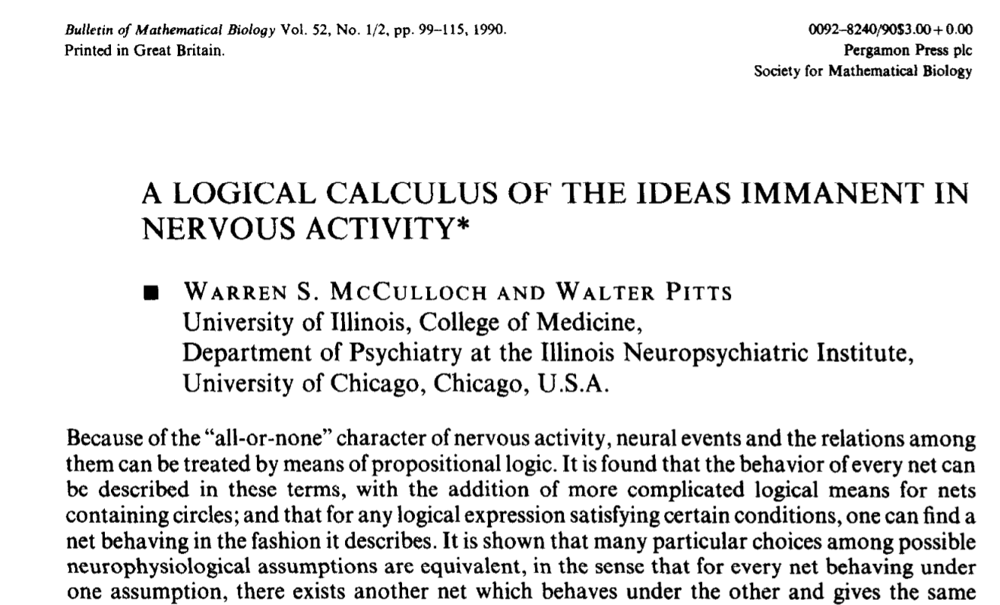 Bulletin of Mathematical Biology Vol. 52, No. 1/2, pp. 99–115, 1990.
Printed in Great Britain.
0092–8240/90$3.00+0.00
Pergamon Press plc
Society for Mathematical Biology
A LOGICAL CALCULUS OF THE IDEAS IMMANENT IN
NERVOUS ACTIVITY*
■ WARREN S. MCCULLOCH AND WALTER PITTS
University of Illinois, College of Medicine,
Department of Psychiatry at the Illinois Neuropsychiatric Institute,
University of Chicago, Chicago, U.S.A.
Because of the “all-or-none” character of nervous activity, neural events and the relations among
them can be treated by means of propositional logic. It is found that the behavior of every net can
be described in these terms, with the addition of more complicated logical means for nets
containing circles; and that for any logical expression satisfying certain conditions, one can find a
net behaving in the fashion it describes. It is shown that many particular choices among possible
neurophysiological assumptions are equivalent, in the sense that for every net behaving under
one assumption, there exists another net which behaves under the other and gives the same